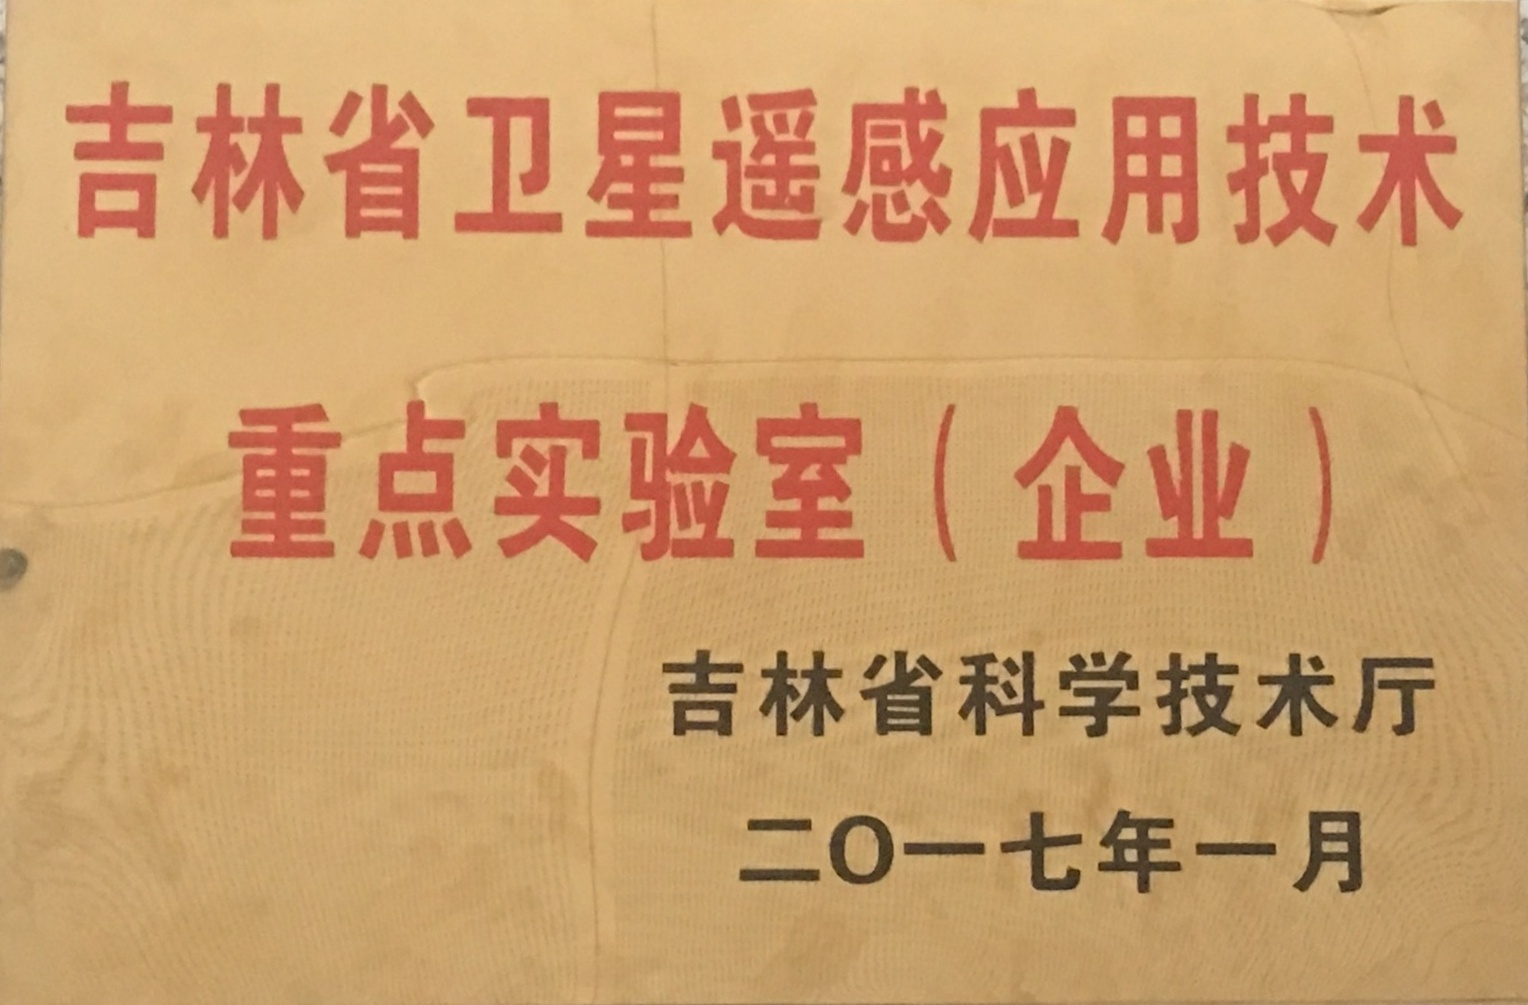 吉林省卫星遥感应用技术
重点实验室（企业）
吉林省科学技术厅
二〇一七年一月